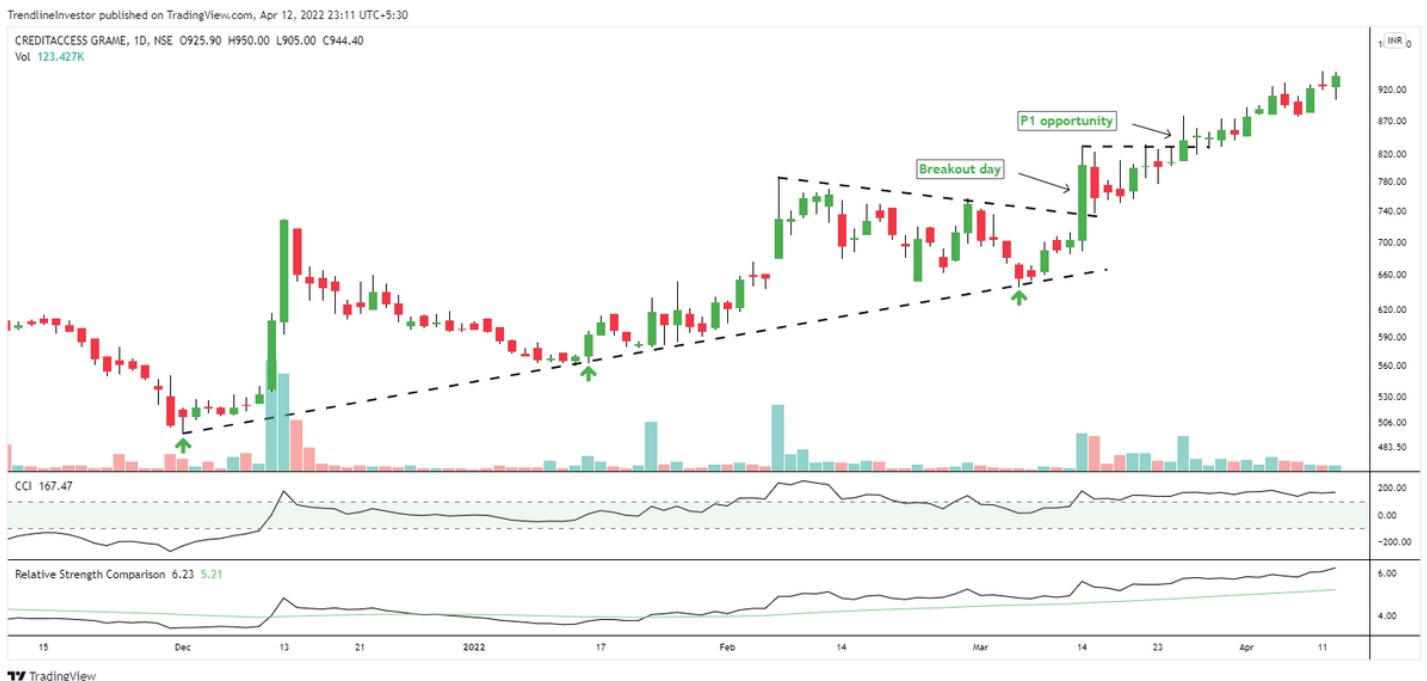 TrendlineInvestor published on TradingView.com, Apr 12, 2022 23:11 UTC+5:30
CREDITACCESS GRAME, 1D, NSE O925.90 H950.00 L905.00 C944.40
Vol 123.427K
INR
920.00
P1 opportunity
870.00
820.00
Breakout day
780.00
740.00
700.00
660.00
620.00
590.00
560.00
530.00
506.00
483.50
CCI 167.47
200.00
0.00
−200.00
Relative Strength Comparison 6.23 5.21
6.00
4.00
15 Dec 13 21 2022 17 Feb 14 Mar 14 23 Apr 11
TradingView